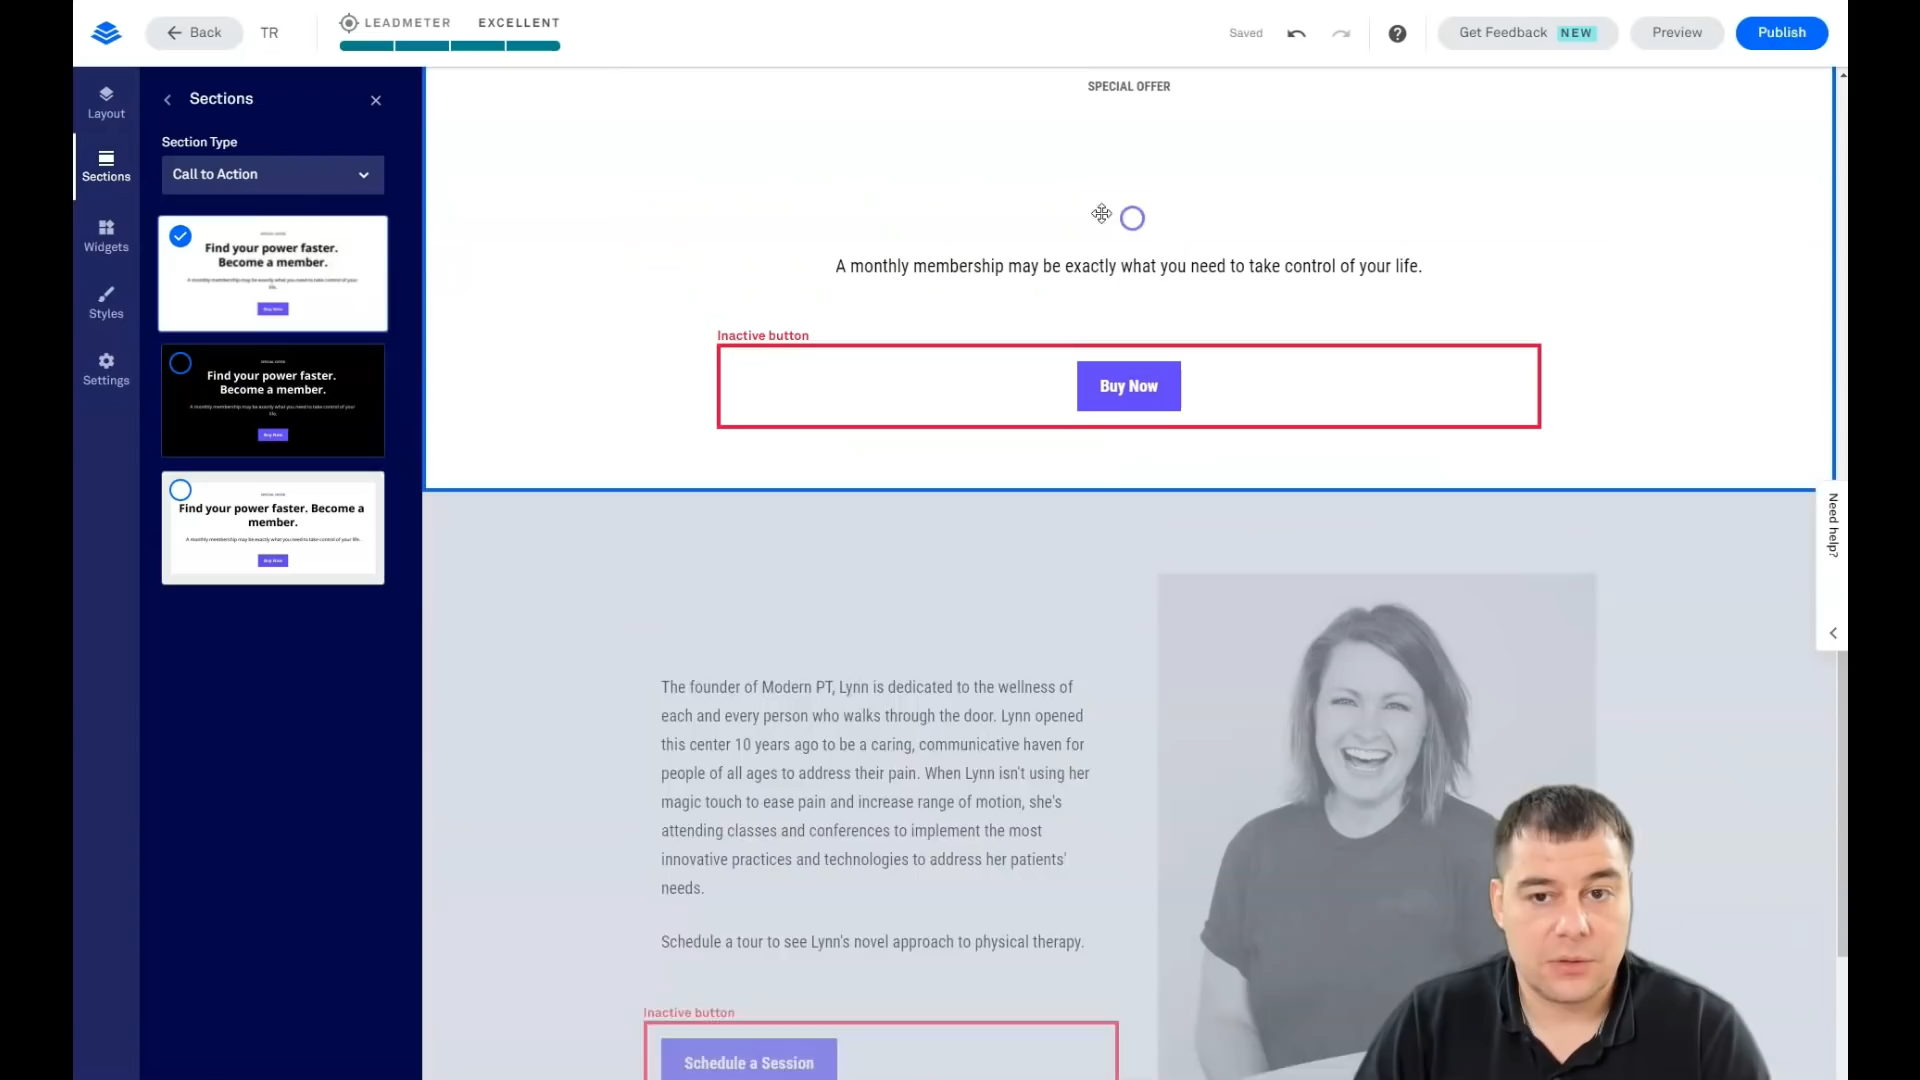 Back
TR
LEADMETER EXCELLENT
Saved
Get Feedback NEW
Preview
Publish
Layout
Sections
Widgets
Styles
Settings
Sections
Section Type
Call to Action
SPECIAL OFFER
Find your power faster.
Become a member.
A monthly membership may be exactly what you need to take control of your
life.
Buy Now
SPECIAL OFFER
Find your power faster.
Become a member.
A monthly membership may be exactly what you need to take control of your
life.
Buy Now
SPECIAL OFFER
Find your power faster. Become a
member.
A monthly membership may be exactly what you need to take control of your life.
Buy Now
SPECIAL OFFER
A monthly membership may be exactly what you need to take control of your life.
Inactive button
Buy Now
Need help?
The founder of Modern PT, Lynn is dedicated to the wellness of
each and every person who walks through the door. Lynn opened
this center 10 years ago to be a caring, communicative haven for
people of all ages to address their pain. When Lynn isn't using her
magic touch to ease pain and increase range of motion, she's
attending classes and conferences to implement the most
innovative practices and technologies to address her patients'
needs.
Schedule a tour to see Lynn's novel approach to physical therapy.
Inactive button
Schedule a Session